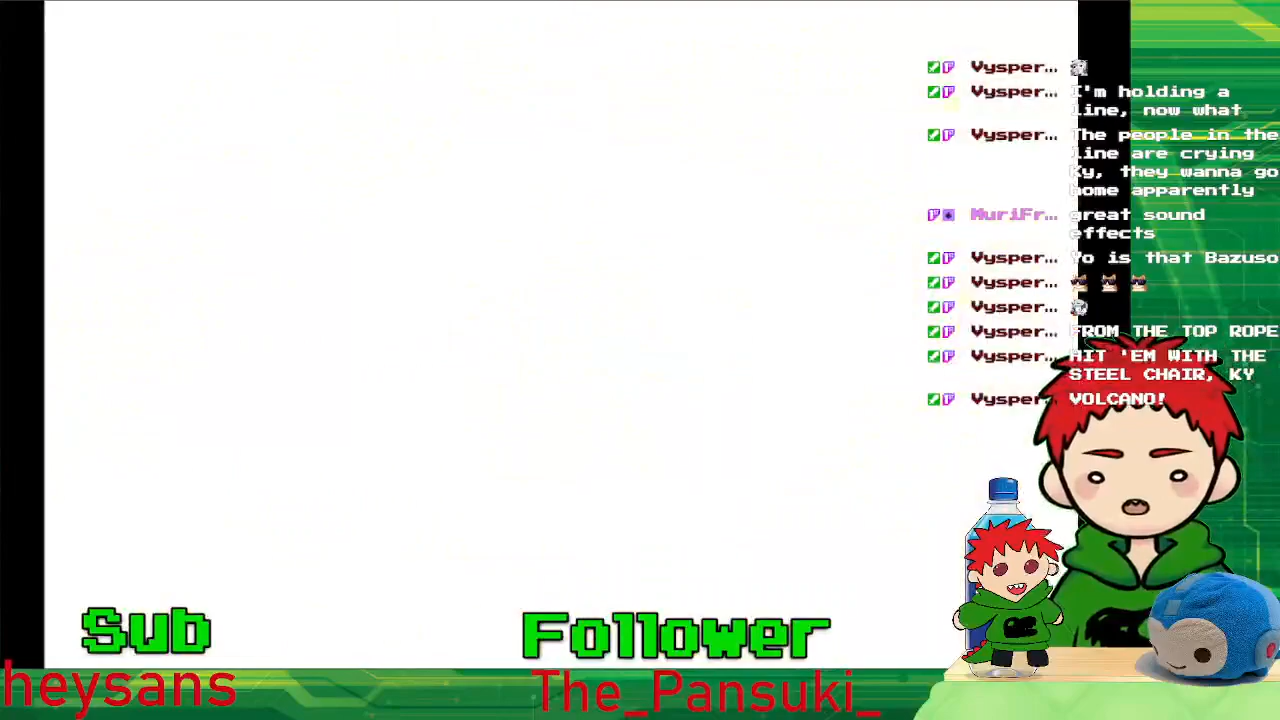 Vysper...
Vysper... I'm holding a
line, now what
Vysper... The people in the
line are crying
Ky, they wanna go
home apparently
MuriFr... great sound
effects
Vysper... Yo is that Bazuso
Vysper...
Vysper...
Vysper... FROM THE TOP ROPE
Vysper... HIT 'EM WITH THE
STEEL CHAIR, KY
Vysper... VOLCANO!
Sub
Follower
heysans
The_Pansuki_